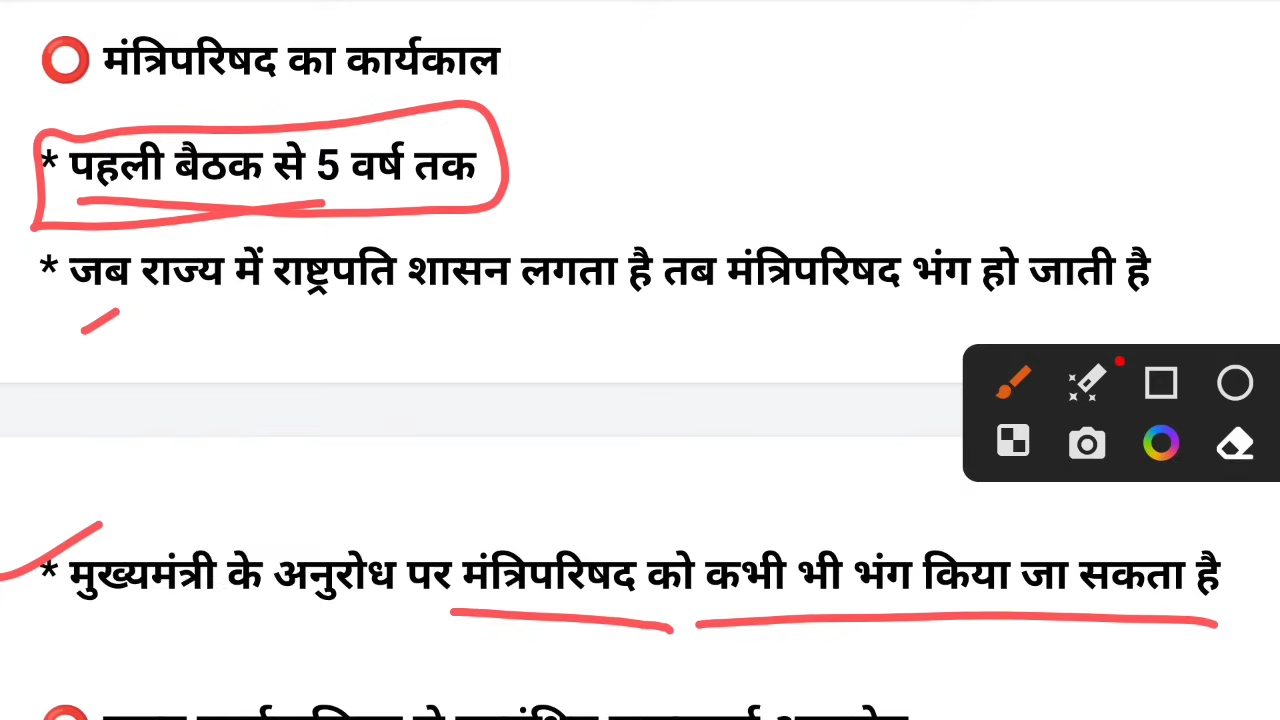 मंत्रिपरिषद का कार्यकाल
* पहली बैठक से 5 वर्ष तक
* जब राज्य में राष्ट्रपति शासन लगता है तब मंत्रिपरिषद भंग हो जाती है
* मुख्यमंत्री के अनुरोध पर मंत्रिपरिषद को कभी भी भंग किया जा सकता है